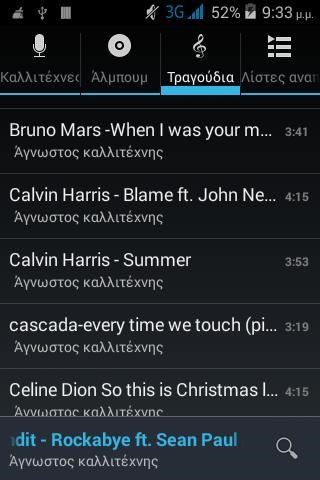 3G 52% 9:33 μ.μ.
Καλλιτέχνες Άλμπουμ Τραγούδια Λίστες αναπ
Bruno Mars -When I was your m... 3:41
Άγνωστος καλλιτέχνης
Calvin Harris - Blame ft. John Ne... 4:15
Άγνωστος καλλιτέχνης
Calvin Harris - Summer 3:53
Άγνωστος καλλιτέχνης
cascada-every time we touch (pi... 3:19
Άγνωστος καλλιτέχνης
Celine Dion So this is Christmas l... 4:15
Άγνωστος καλλιτέχνης
dit - Rockabye ft. Sean Paul
Άγνωστος καλλιτέχνης